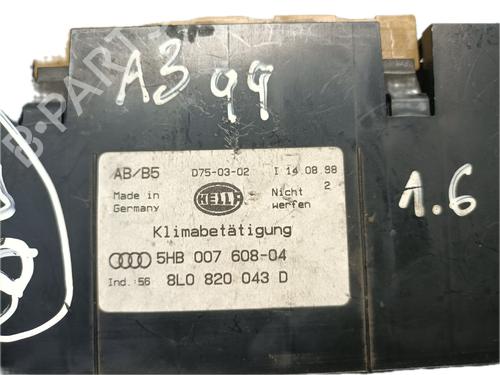 A3 99
AB/B5 D75-03-02 I 14.08.98
Made in Germany HELLA Nicht 2 werfen
Klimabetätigung
5HB 007 608-04
Ind.:56 8L0 820 043 D
1.6
B-PARTS